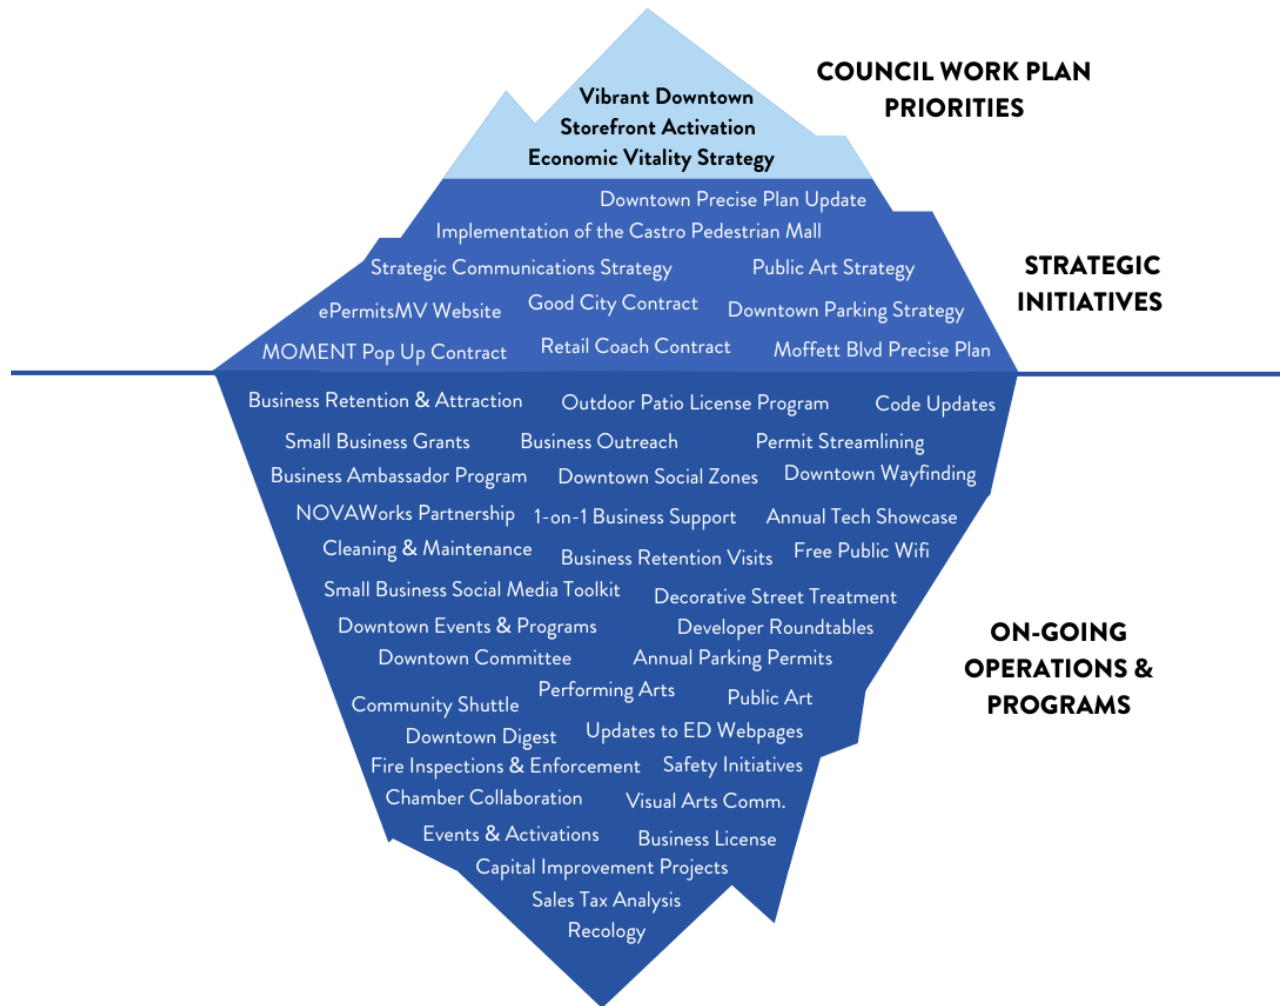 COUNCIL WORK PLAN
PRIORITIES
Vibrant Downtown
Storefront Activation
Economic Vitality Strategy
Downtown Precise Plan Update
Implementation of the Castro Pedestrian Mall
Strategic Communications Strategy
Public Art Strategy
ePermitsMV Website
Good City Contract
Downtown Parking Strategy
MOMENT Pop Up Contract
Retail Coach Contract
Moffett Blvd Precise Plan
STRATEGIC
INITIATIVES
Business Retention & Attraction
Outdoor Patio License Program
Code Updates
Small Business Grants
Business Outreach
Permit Streamlining
Business Ambassador Program
Downtown Social Zones
Downtown Wayfinding
NOVAWorks Partnership
1-on-1 Business Support
Annual Tech Showcase
Cleaning & Maintenance
Business Retention Visits
Free Public Wifi
Small Business Social Media Toolkit
Decorative Street Treatment
Downtown Events & Programs
Developer Roundtables
Downtown Committee
Annual Parking Permits
Community Shuttle
Performing Arts
Public Art
Downtown Digest
Updates to ED Webpages
Fire Inspections & Enforcement
Safety Initiatives
Chamber Collaboration
Visual Arts Comm.
Events & Activations
Business License
Capital Improvement Projects
Sales Tax Analysis
Recology
ON-GOING
OPERATIONS &
PROGRAMS